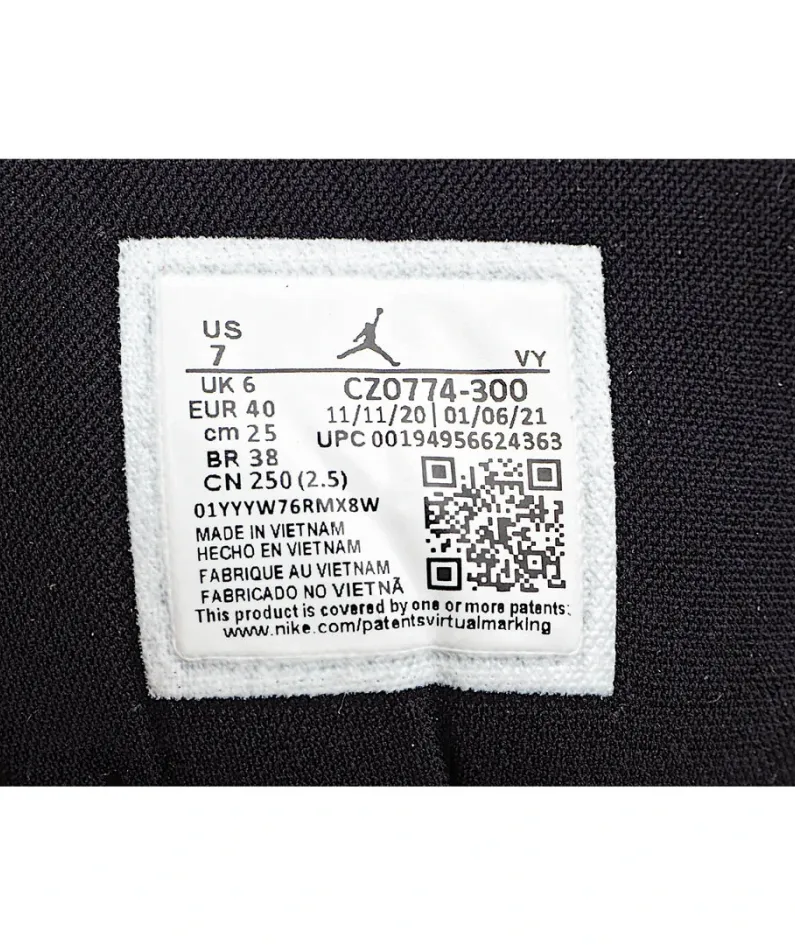 US
7
VY
UK 6
EUR 40
cm 25
BR 38
CN 250 (2.5)
CZ0774-300
11/11/20 | 01/06/21
UPC 00194956624363
01YYYW76RMX8W
MADE IN VIETNAM
HECHO EN VIETNAM
FABRIQUE AU VIETNAM
FABRICADO NO VIETNÃ
This product is covered by one or more patents:
www.nike.com/patentsvirtualmarking